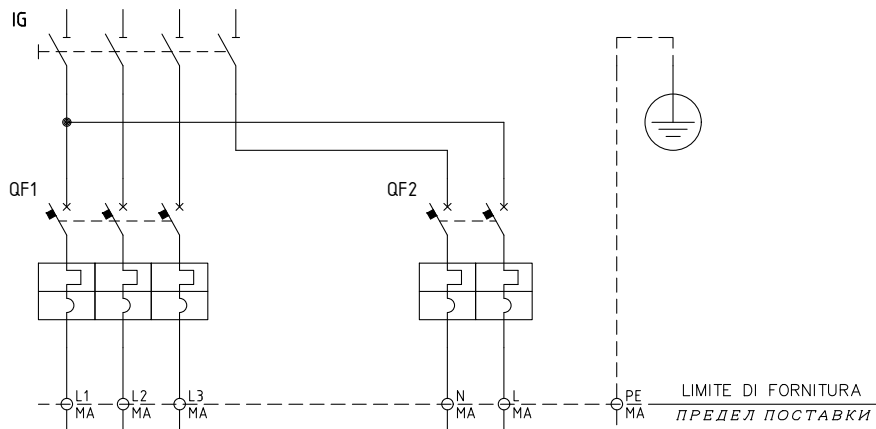 IG
QF1
QF2
L1
MA
L2
MA
L3
MA
N
MA
L
MA
PE
MA
LIMITE DI FORNITURA
ПРЕДЕЛ ПОСТАВКИ